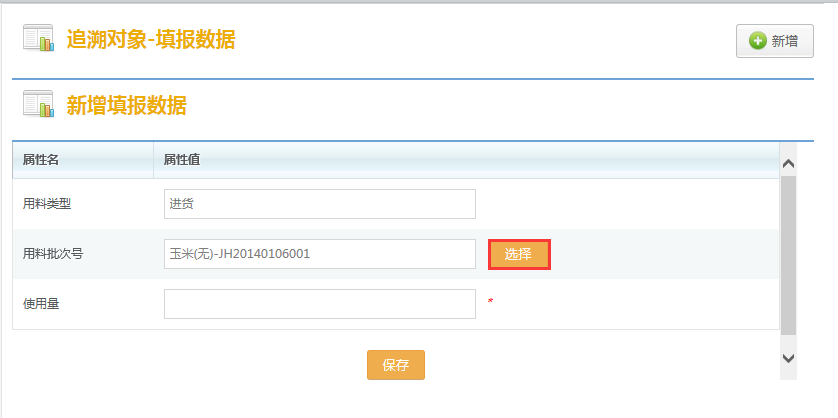 追溯对象-填报数据
新增
新增填报数据
属性名 属性值
用料类型 进货
用料批次号 玉米(无)-JH20140106001 选择
使用量 *
保存